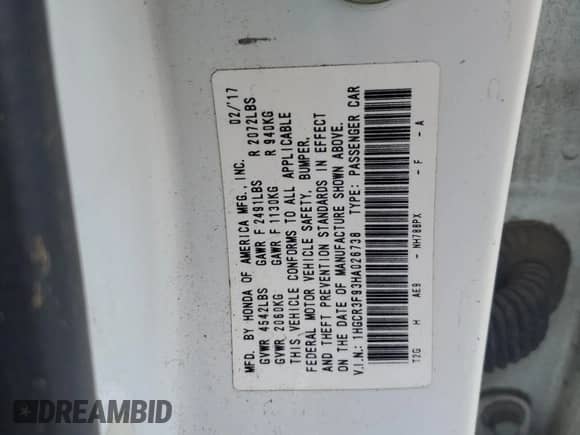 MFD. BY HONDA OF AMERICA MFG., INC. 02/'17
GVWR 4542LBS GAWR F 2491LBS R 2072LBS
GVWR 2060KG GAWR F 1130KG R 940KG
THIS VEHICLE CONFORMS TO ALL APPLICABLE
FEDERAL MOTOR VEHICLE SAFETY, BUMPER,
AND THEFT PREVENTION STANDARDS IN EFFECT
ON THE DATE OF MANUFACTURE SHOWN ABOVE.
V.I.N.: 1HGCR3F93HA026738 TYPE: PASSENGER CAR
T2G H AE9 - NH788PX - F - A
DREAMBID